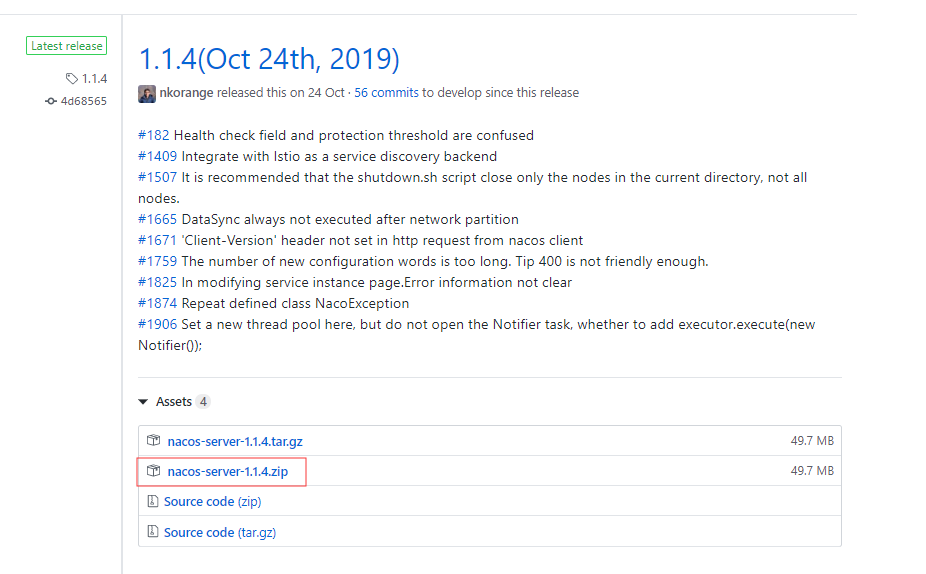 Latest release
1.1.4
4d68565
1.1.4(Oct 24th, 2019)
nkorange released this on 24 Oct · 56 commits to develop since this release
#182 Health check field and protection threshold are confused
#1409 Integrate with Istio as a service discovery backend
#1507 It is recommended that the shutdown.sh script close only the nodes in the current directory, not all
nodes.
#1665 DataSync always not executed after network partition
#1671 'Client-Version' header not set in http request from nacos client
#1759 The number of new configuration words is too long. Tip 400 is not friendly enough.
#1825 In modifying service instance page.Error information not clear
#1874 Repeat defined class NacoException
#1906 Set a new thread pool here, but do not open the Notifier task, whether to add executor.execute(new
Notifier());
Assets 4
nacos-server-1.1.4.tar.gz 49.7 MB
nacos-server-1.1.4.zip 49.7 MB
Source code (zip)
Source code (tar.gz)